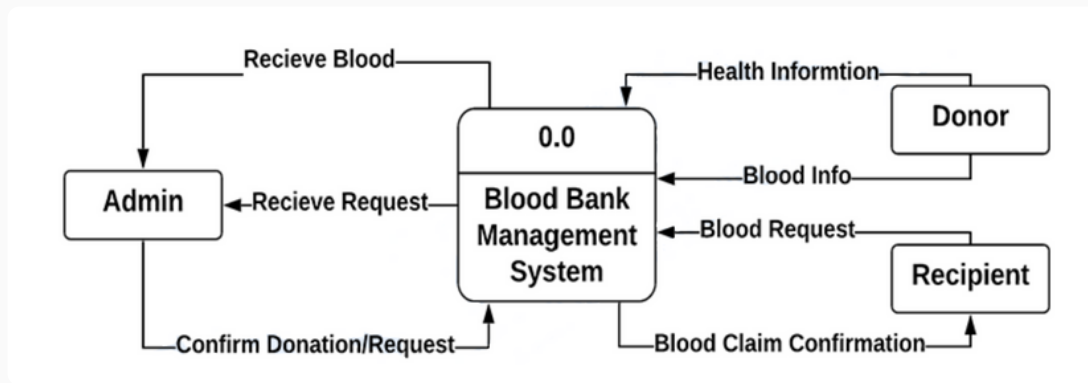 Recieve Blood
Health Informtion
Donor
0.0
Blood Info
Admin
Recieve Request
Blood Bank
Management
System
Blood Request
Recipient
Confirm Donation/Request
Blood Claim Confirmation